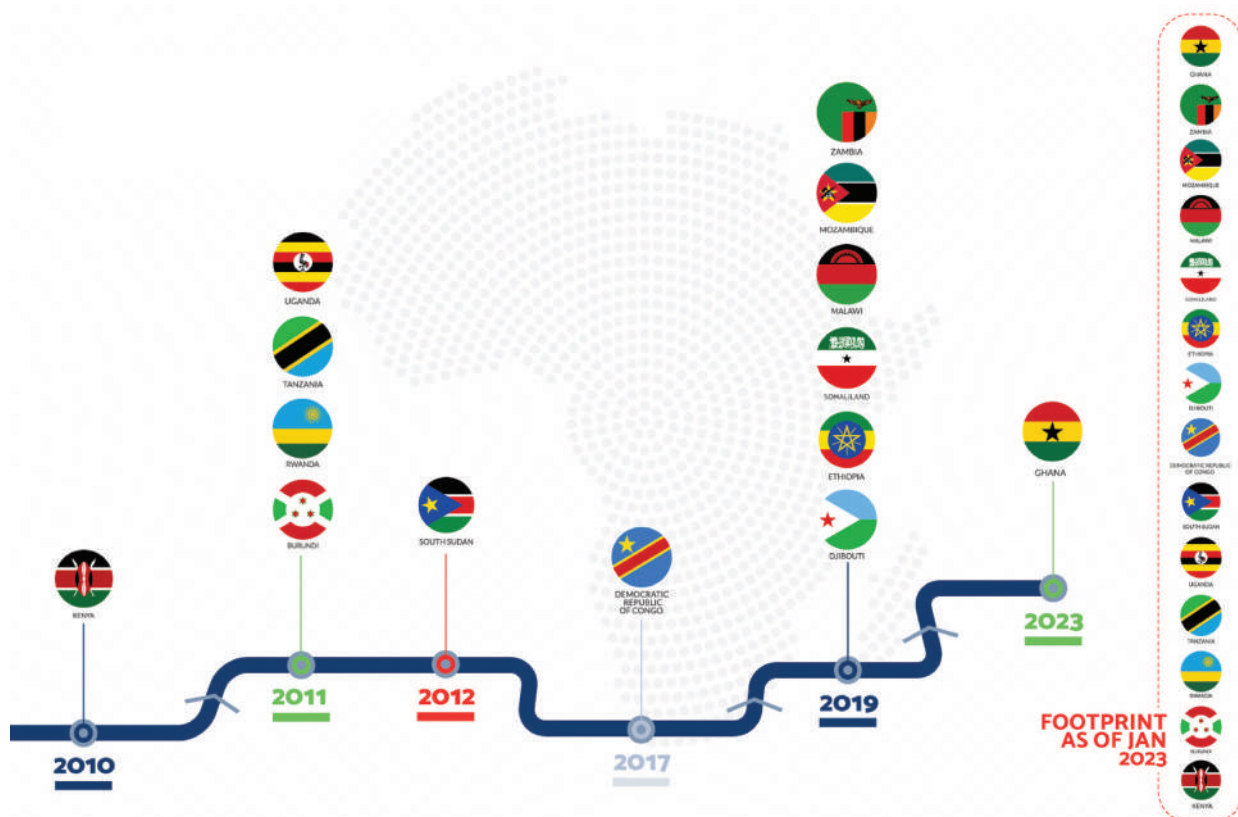 ZAMBIA
MOZAMBIQUE
MALAWI
SOMALILAND
ETHIOPIA
DJIBOUTI
UGANDA
TANZANIA
RWANDA
BURUNDI
SOUTH SUDAN
KENYA
DEMOCRATIC
REPUBLIC
OF CONGO
GHANA
2010
2011
2012
2017
2019
2023
GHANA
ZAMBIA
MOZAMBIQUE
MALAWI
SOMALILAND
ETHIOPIA
DJIBOUTI
DEMOCRATIC REPUBLIC
OF CONGO
SOUTH SUDAN
UGANDA
TANZANIA
RWANDA
BURUNDI
KENYA
FOOTPRINT
AS OF JAN
2023